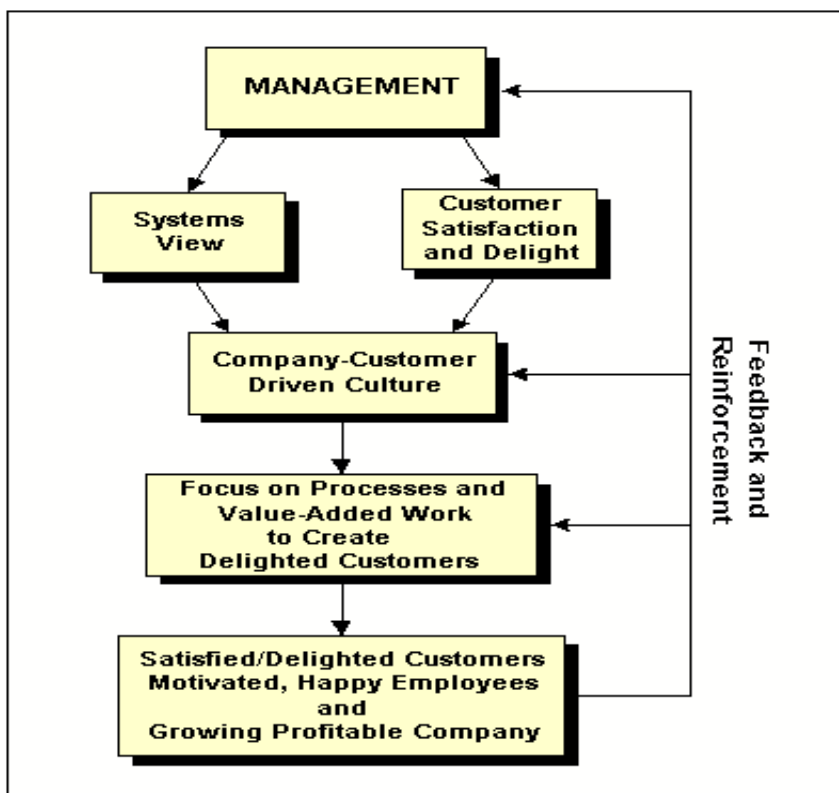 MANAGEMENT
Systems
View
Customer
Satisfaction
and Delight
Company-Customer
Driven Culture
Focus on Processes and
Value-Added Work
to Create
Delighted Customers
Satisfied/Delighted Customers
Motivated, Happy Employees
and
Growing Profitable Company
Feedback and
Reinforcement